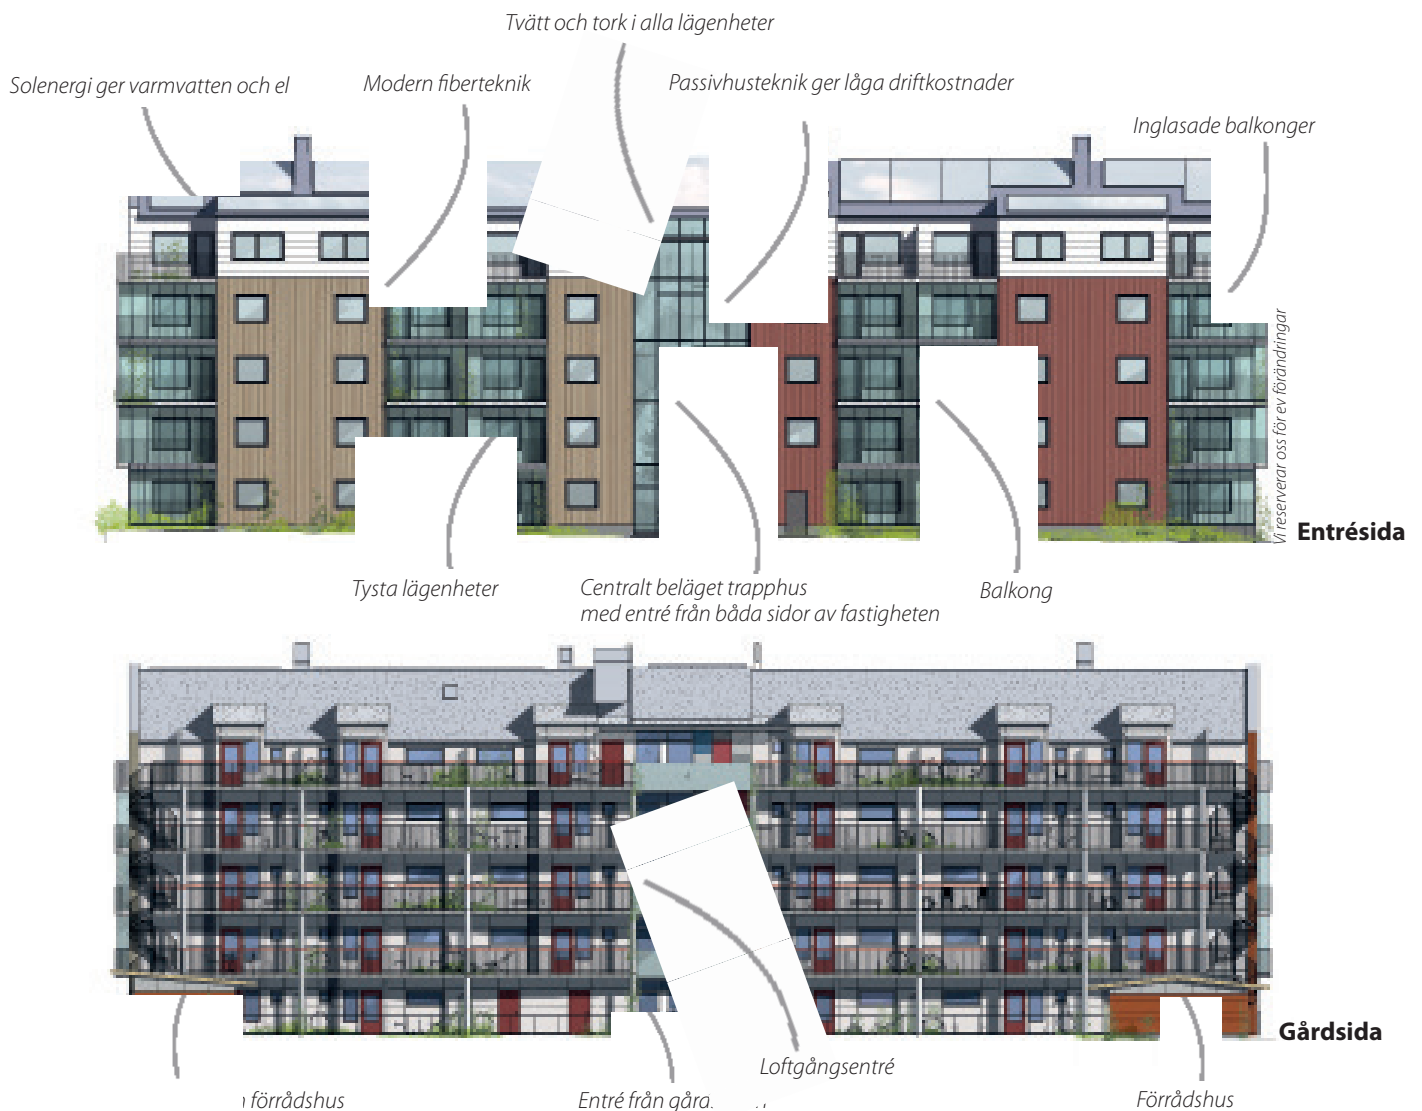 Tvätt och tork i alla lägenheter
Solenergi ger varmvatten och el
Modern fiberteknik
Passivhusteknik ger låga driftkostnader
Inglasade balkonger
Vi reserverar oss för ev förändringar
Entrésida
Tysta lägenheter
Centralt beläget trapphus
med entré från båda sidor av fastigheten
Balkong
Gårdsida
Loftgångsentré
förrådshus
Entré från
Förrådshus